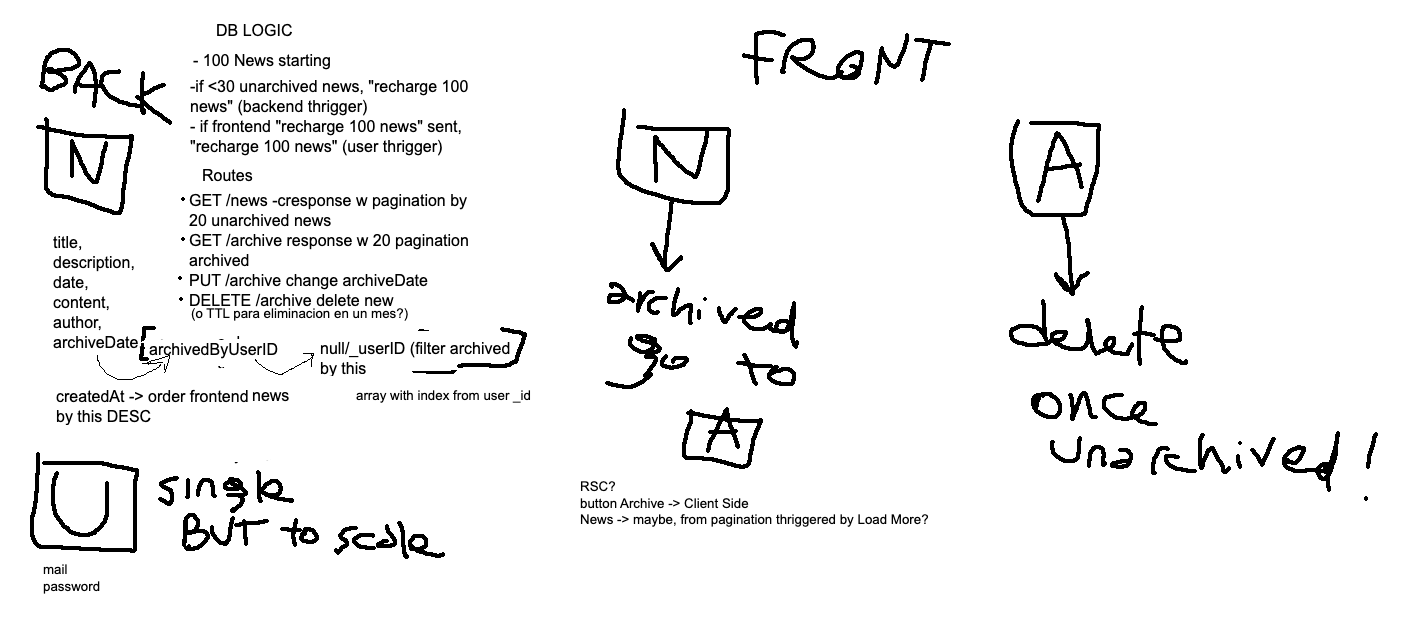 BACK
DB LOGIC
- 100 News starting
-if <30 unarchived news, "recharge 100
news" (backend thrigger)
- if frontend "recharge 100 news" sent,
"recharge 100 news" (user thrigger)
N
Routes
• GET /news -cresponse w pagination by
20 unarchived news
• GET /archive response w 20 pagination
archived
• PUT /archive change archiveDate
• DELETE /archive delete new
(o TTL para eliminacion en un mes?)
title,
description,
date,
content,
author,
archiveDate
archivedByUserID
null/_userID (filter archived
by this
createdAt -> order frontend news
by this DESC
array with index from user _id
U
single
BUT to scale
mail
password
FRONT
N
archived
go to
A
RSC?
button Archive -> Client Side
News -> maybe, from pagination thriggered by Load More?
A
delete
once
unarchived!